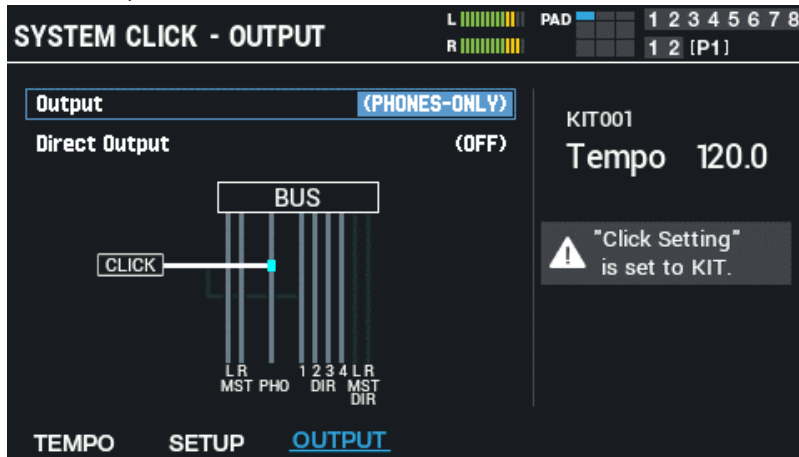 SYSTEM CLICK - OUTPUT
L
R
PAD
1 2 3 4 5 6 7 8
1 2 [P1]
Output (PHONES-ONLY)
Direct Output (OFF)
KIT001
Tempo 120.0
"Click Setting"
is set to KIT.
BUS
CLICK
L R 1 2 3 4 L R
MST PHO DIR MST
DIR
TEMPO SETUP OUTPUT